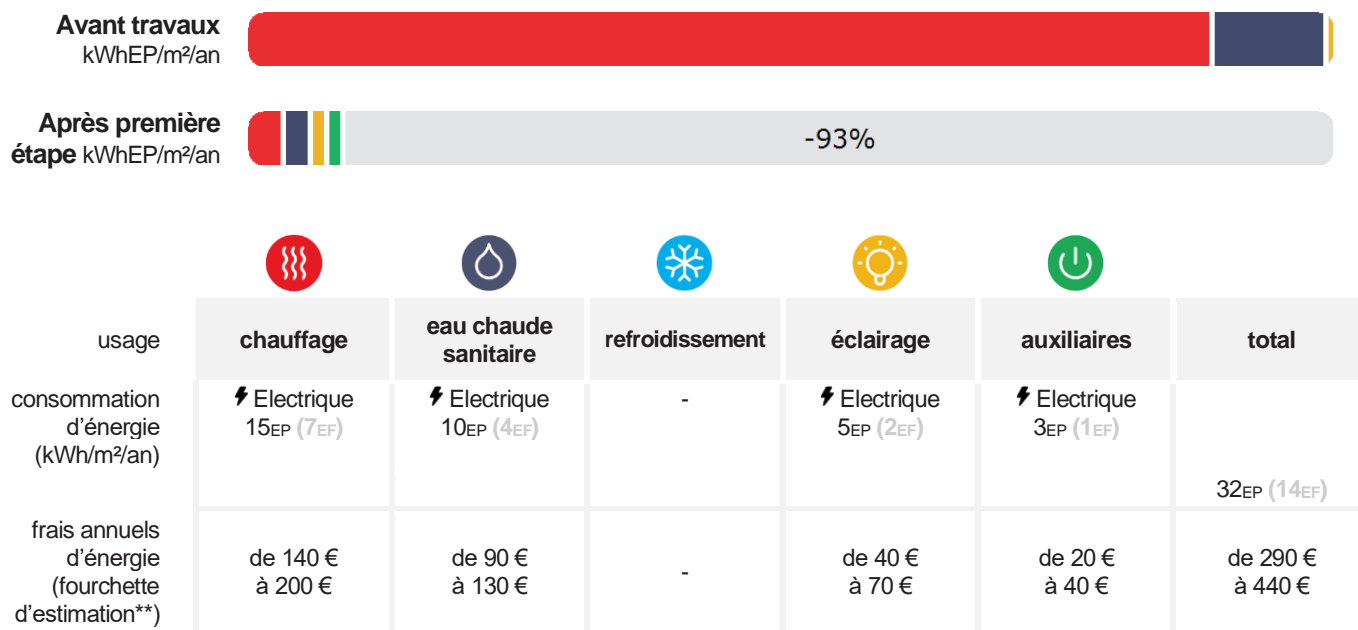 Avant travaux
kWhEP/m²/an
Après première
étape kWhEP/m²/an
-93%
usage
chauffage
eau chaude
sanitaire
refroidissement
éclairage
auxiliaires
total
consommation
d'énergie
(kWh/m²/an)
Electrique
15EP (7EF)
Electrique
10EP (4EF)
-
Electrique
5EP (2EF)
Electrique
3EP (1EF)
32EP (14EF)
frais annuels
d'énergie
(fourchette
d'estimation**)
de 140 €
à 200 €
de 90 €
à 130 €
-
de 40 €
à 70 €
de 20 €
à 40 €
de 290 €
à 440 €